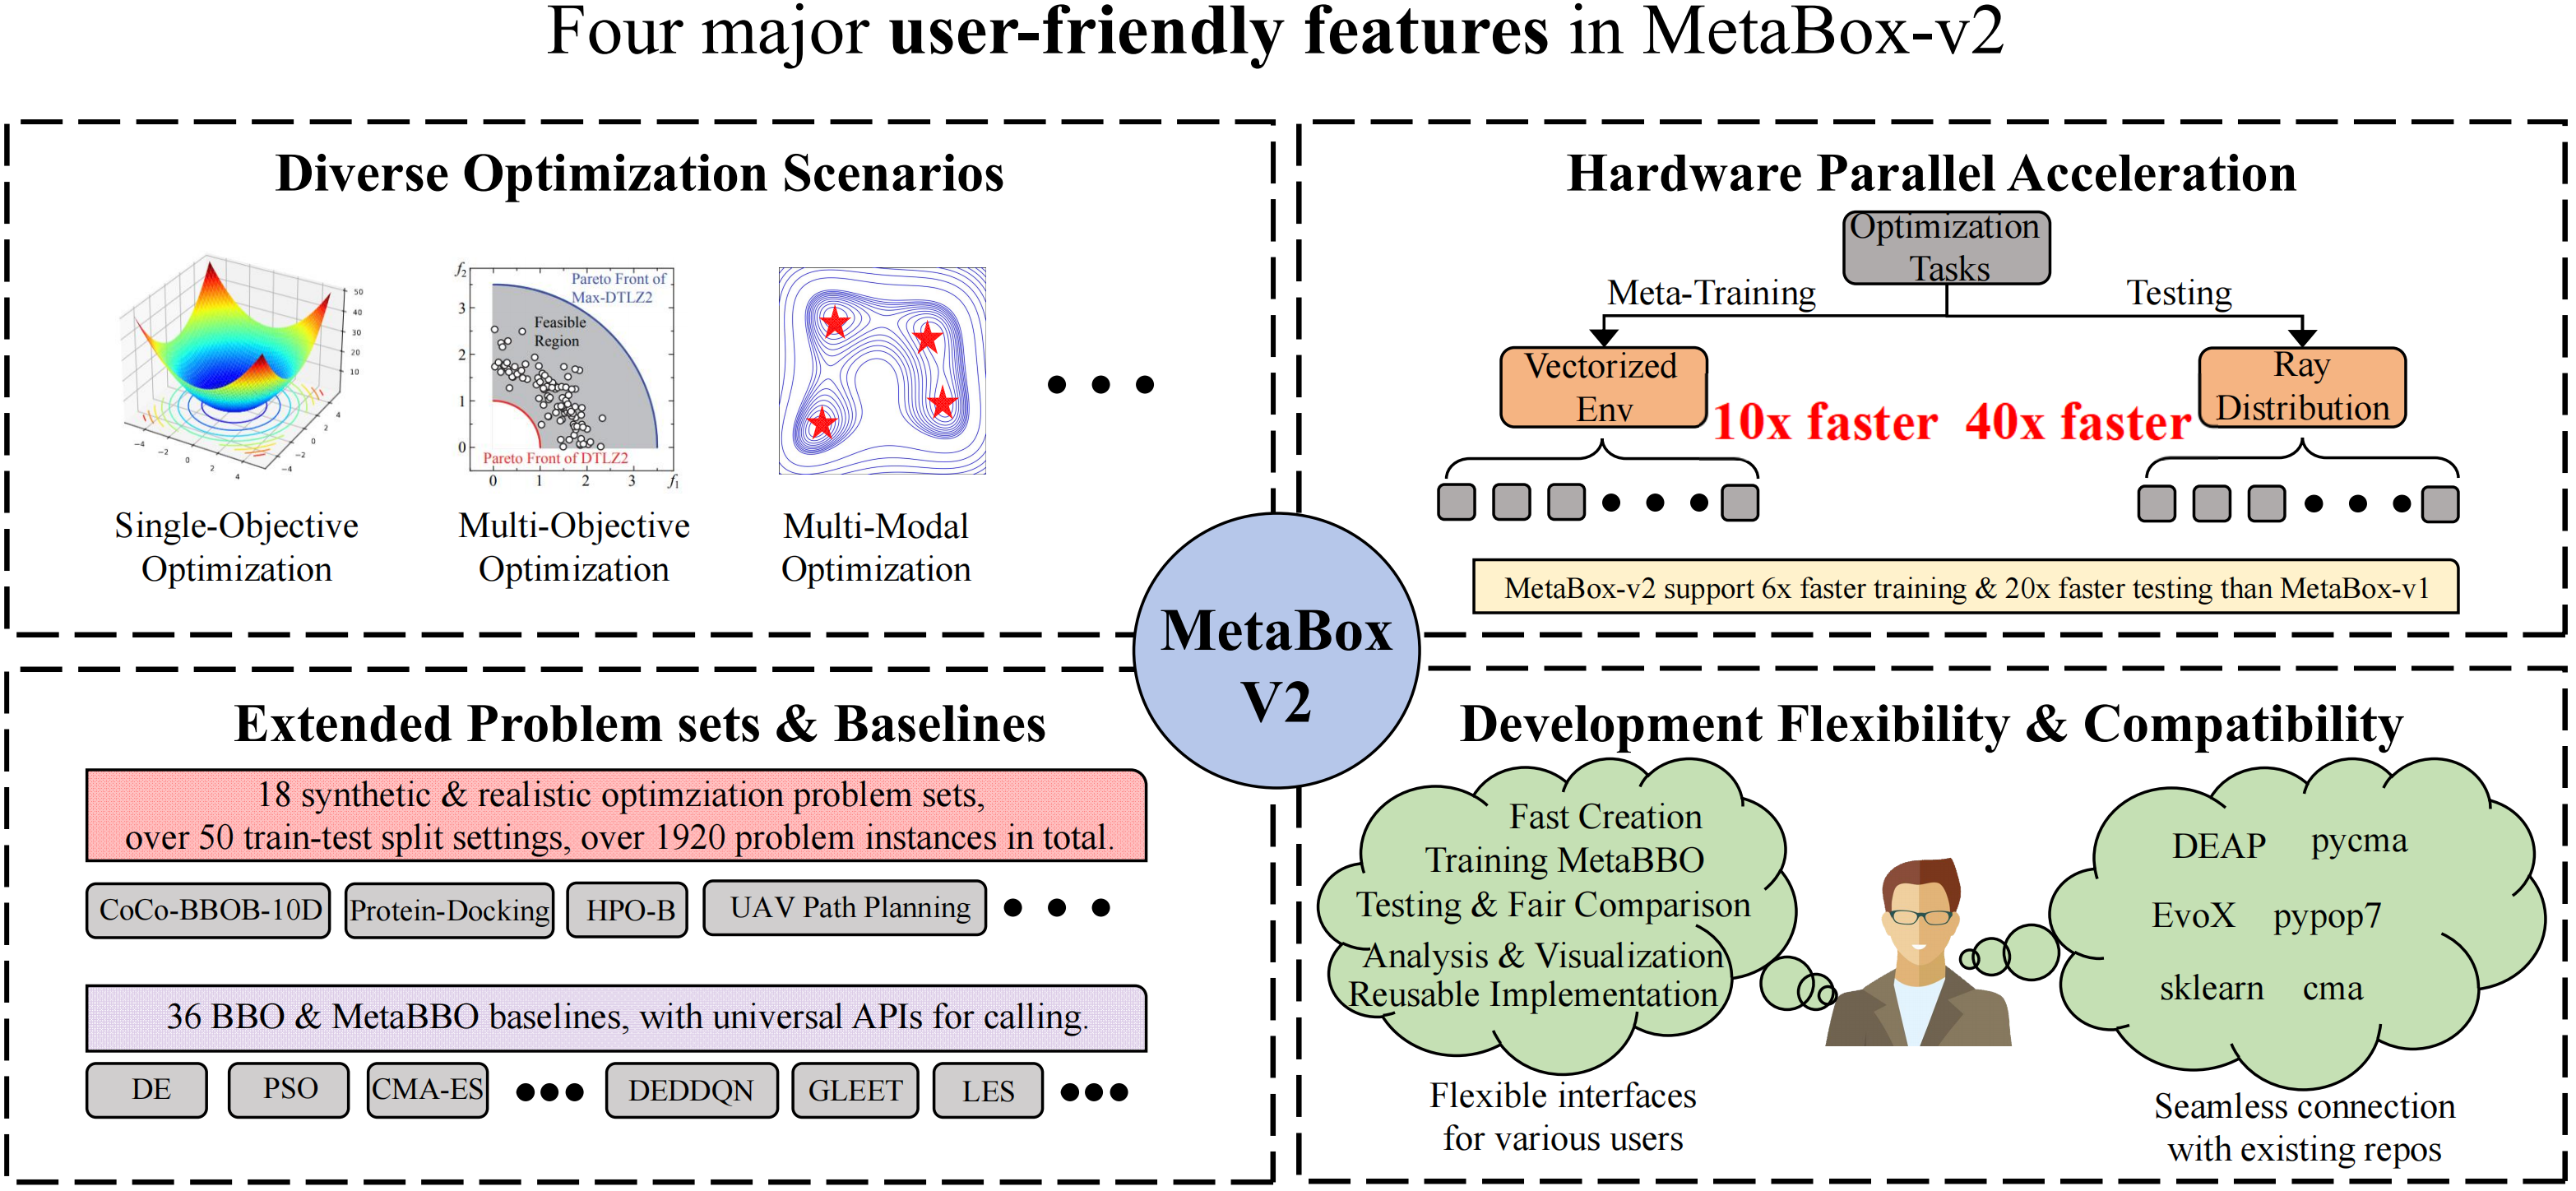 Four major user-friendly features in MetaBox-v2
Diverse Optimization Scenarios
50
40
30
20
10
4
2
0
−2
−4
−4
−2
0
2
4
f₂
3
2
1
0
0
1
2
3
f₁
Pareto Front of
Max-DTLZ2
Feasible
Region
Pareto Front of DTLZ2
Single-Objective
Optimization
Multi-Objective
Optimization
Multi-Modal
Optimization
Hardware Parallel Acceleration
Optimization
Tasks
Meta-Training
Testing
Vectorized
Env
10x faster
40x faster
Ray
Distribution
MetaBox-v2 support 6x faster training & 20x faster testing than MetaBox-v1
MetaBox
V2
Extended Problem sets & Baselines
18 synthetic & realistic optimziation problem sets,
over 50 train-test split settings, over 1920 problem instances in total.
CoCo-BBOB-10D
Protein-Docking
HPO-B
UAV Path Planning
36 BBO & MetaBBO baselines, with universal APIs for calling.
DE
PSO
CMA-ES
DEDDQN
GLEET
LES
Development Flexibility & Compatibility
Fast Creation
Training MetaBBO
Testing & Fair Comparison
Analysis & Visualization
Reusable Implementation
Flexible interfaces
for various users
DEAP pycma
EvoX pypop7
sklearn cma
Seamless connection
with existing repos